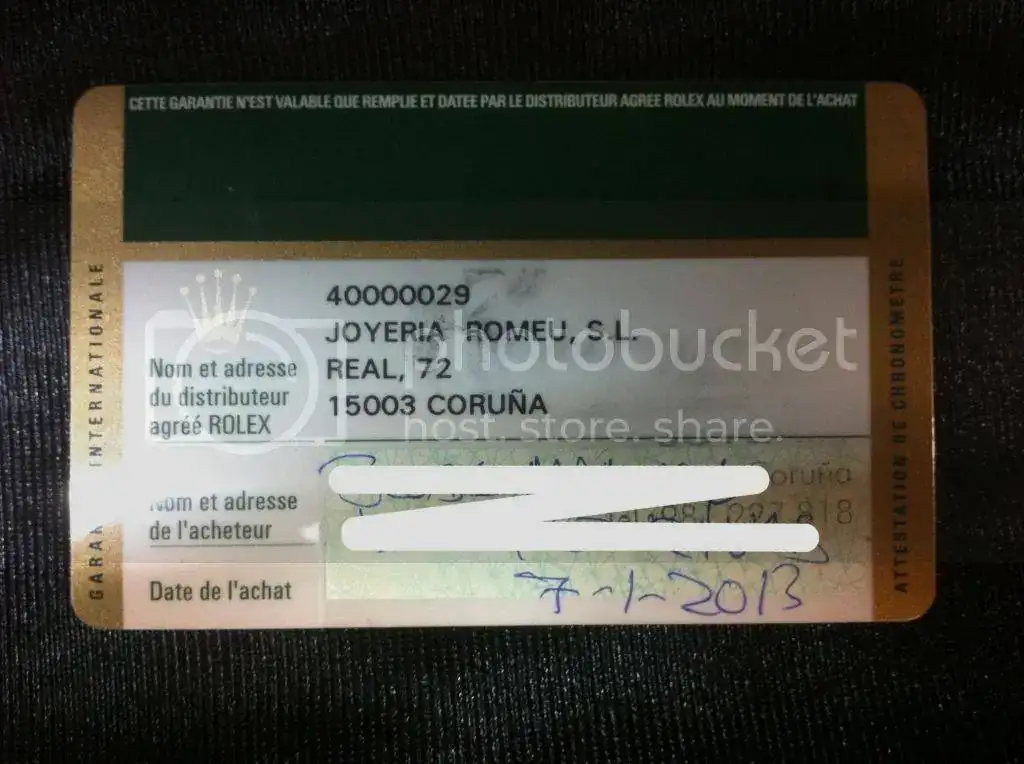 CETTE GARANTIE N'EST VALABLE QUE REMPLIE ET DATEE PAR LE DISTRIBUTEUR AGREE ROLEX AU MOMENT DE L'ACHAT
INTERNATIONALE
ATTESTATION DE CHRONOMETRE
40000029
JOYERIA ROMEU, S.L.
Nom et adresse REAL, 72
du distributeur
agréé ROLEX 15003 CORUÑA
photobucket
host. store. share.
Coruña
Nom et adresse
de l'acheteur
Date de l'achat 7-1-2013